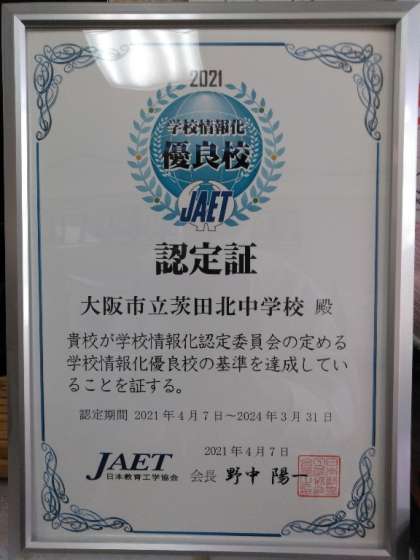 2021
学校情報化
優良校
JAET
認定証
大阪市立茨田北中学校 殿
貴校が学校情報化認定委員会の定める
学校情報化優良校の基準を達成してい
ることを証する。
認定期間 2021年4月7日～2024年3月31日
2021年4月7日
JAET
日本教育工学協会
会長 野中 陽一